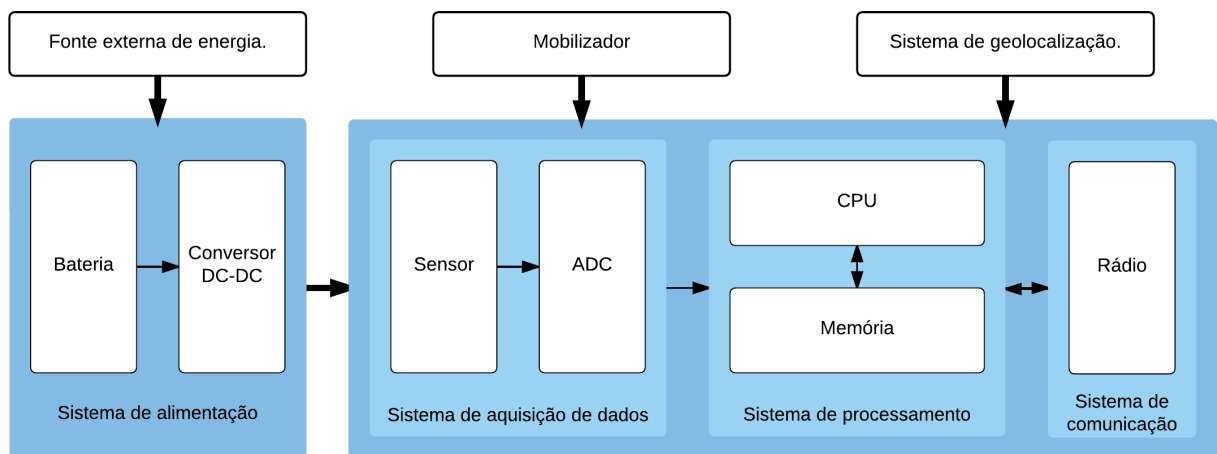 Fonte externa de energia.
Mobilizador
Sistema de geolocalização.
Bateria
Conversor
DC-DC
Sistema de alimentação
Sensor
ADC
Sistema de aquisição de dados
CPU
Memória
Sistema de processamento
Rádio
Sistema de
comunicação